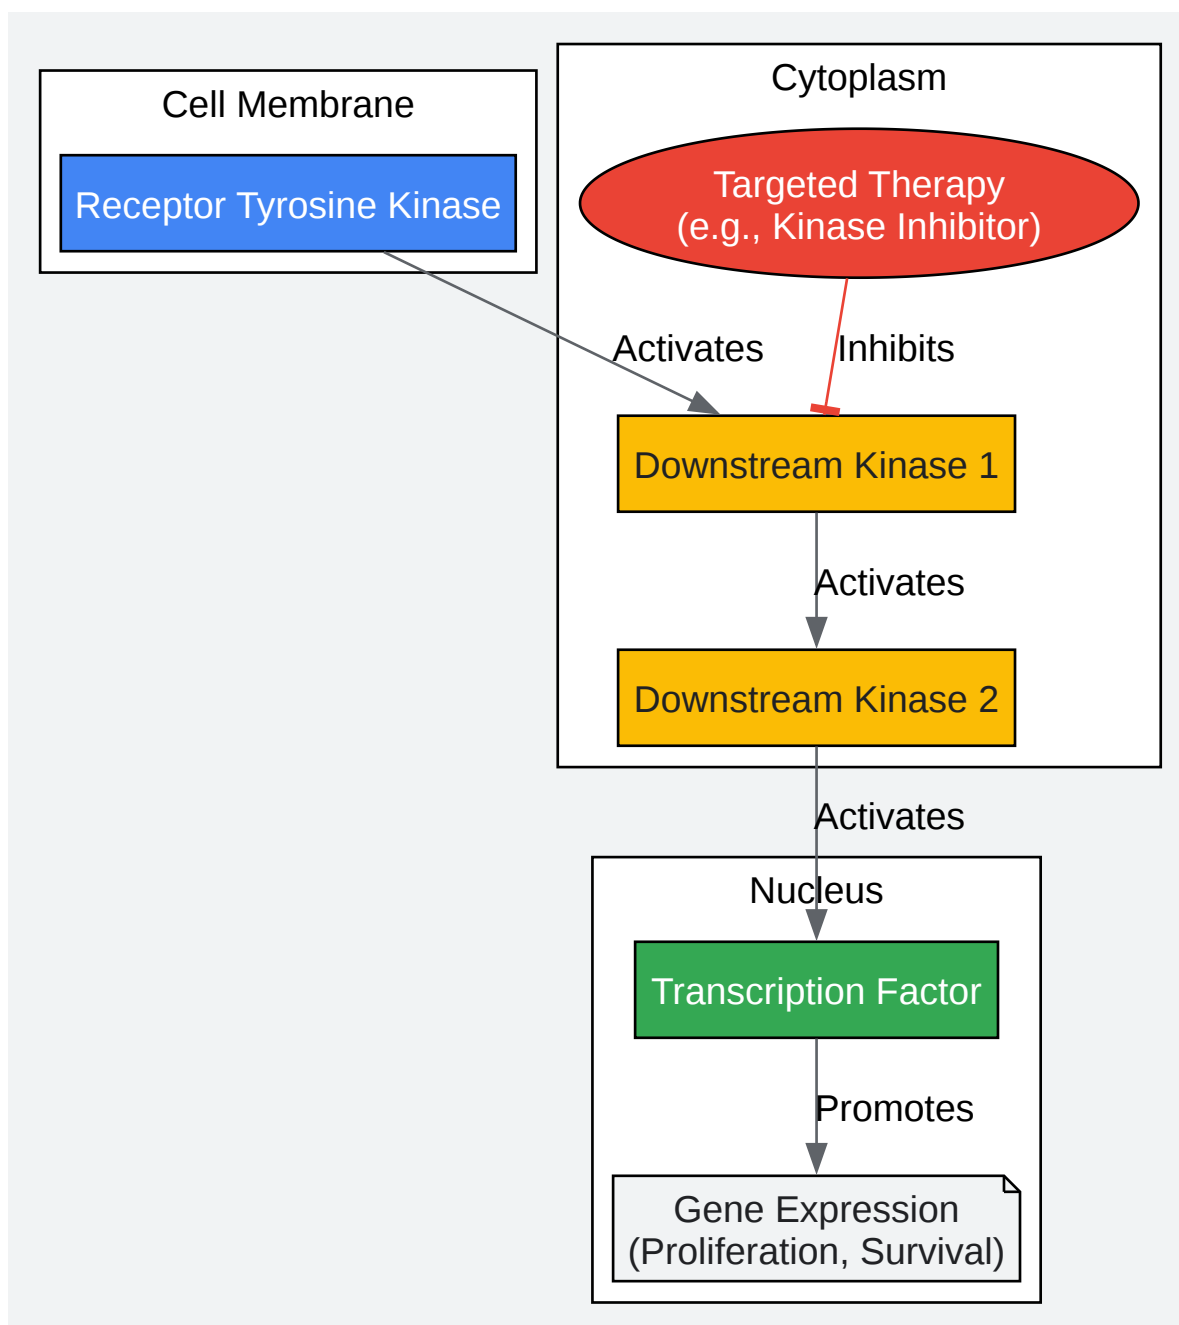 Cell Membrane
Receptor Tyrosine Kinase
Cytoplasm
Targeted Therapy
(e.g., Kinase Inhibitor)
Activates
Inhibits
Downstream Kinase 1
Activates
Downstream Kinase 2
Activates
Nucleus
Transcription Factor
Promotes
Gene Expression
(Proliferation, Survival)